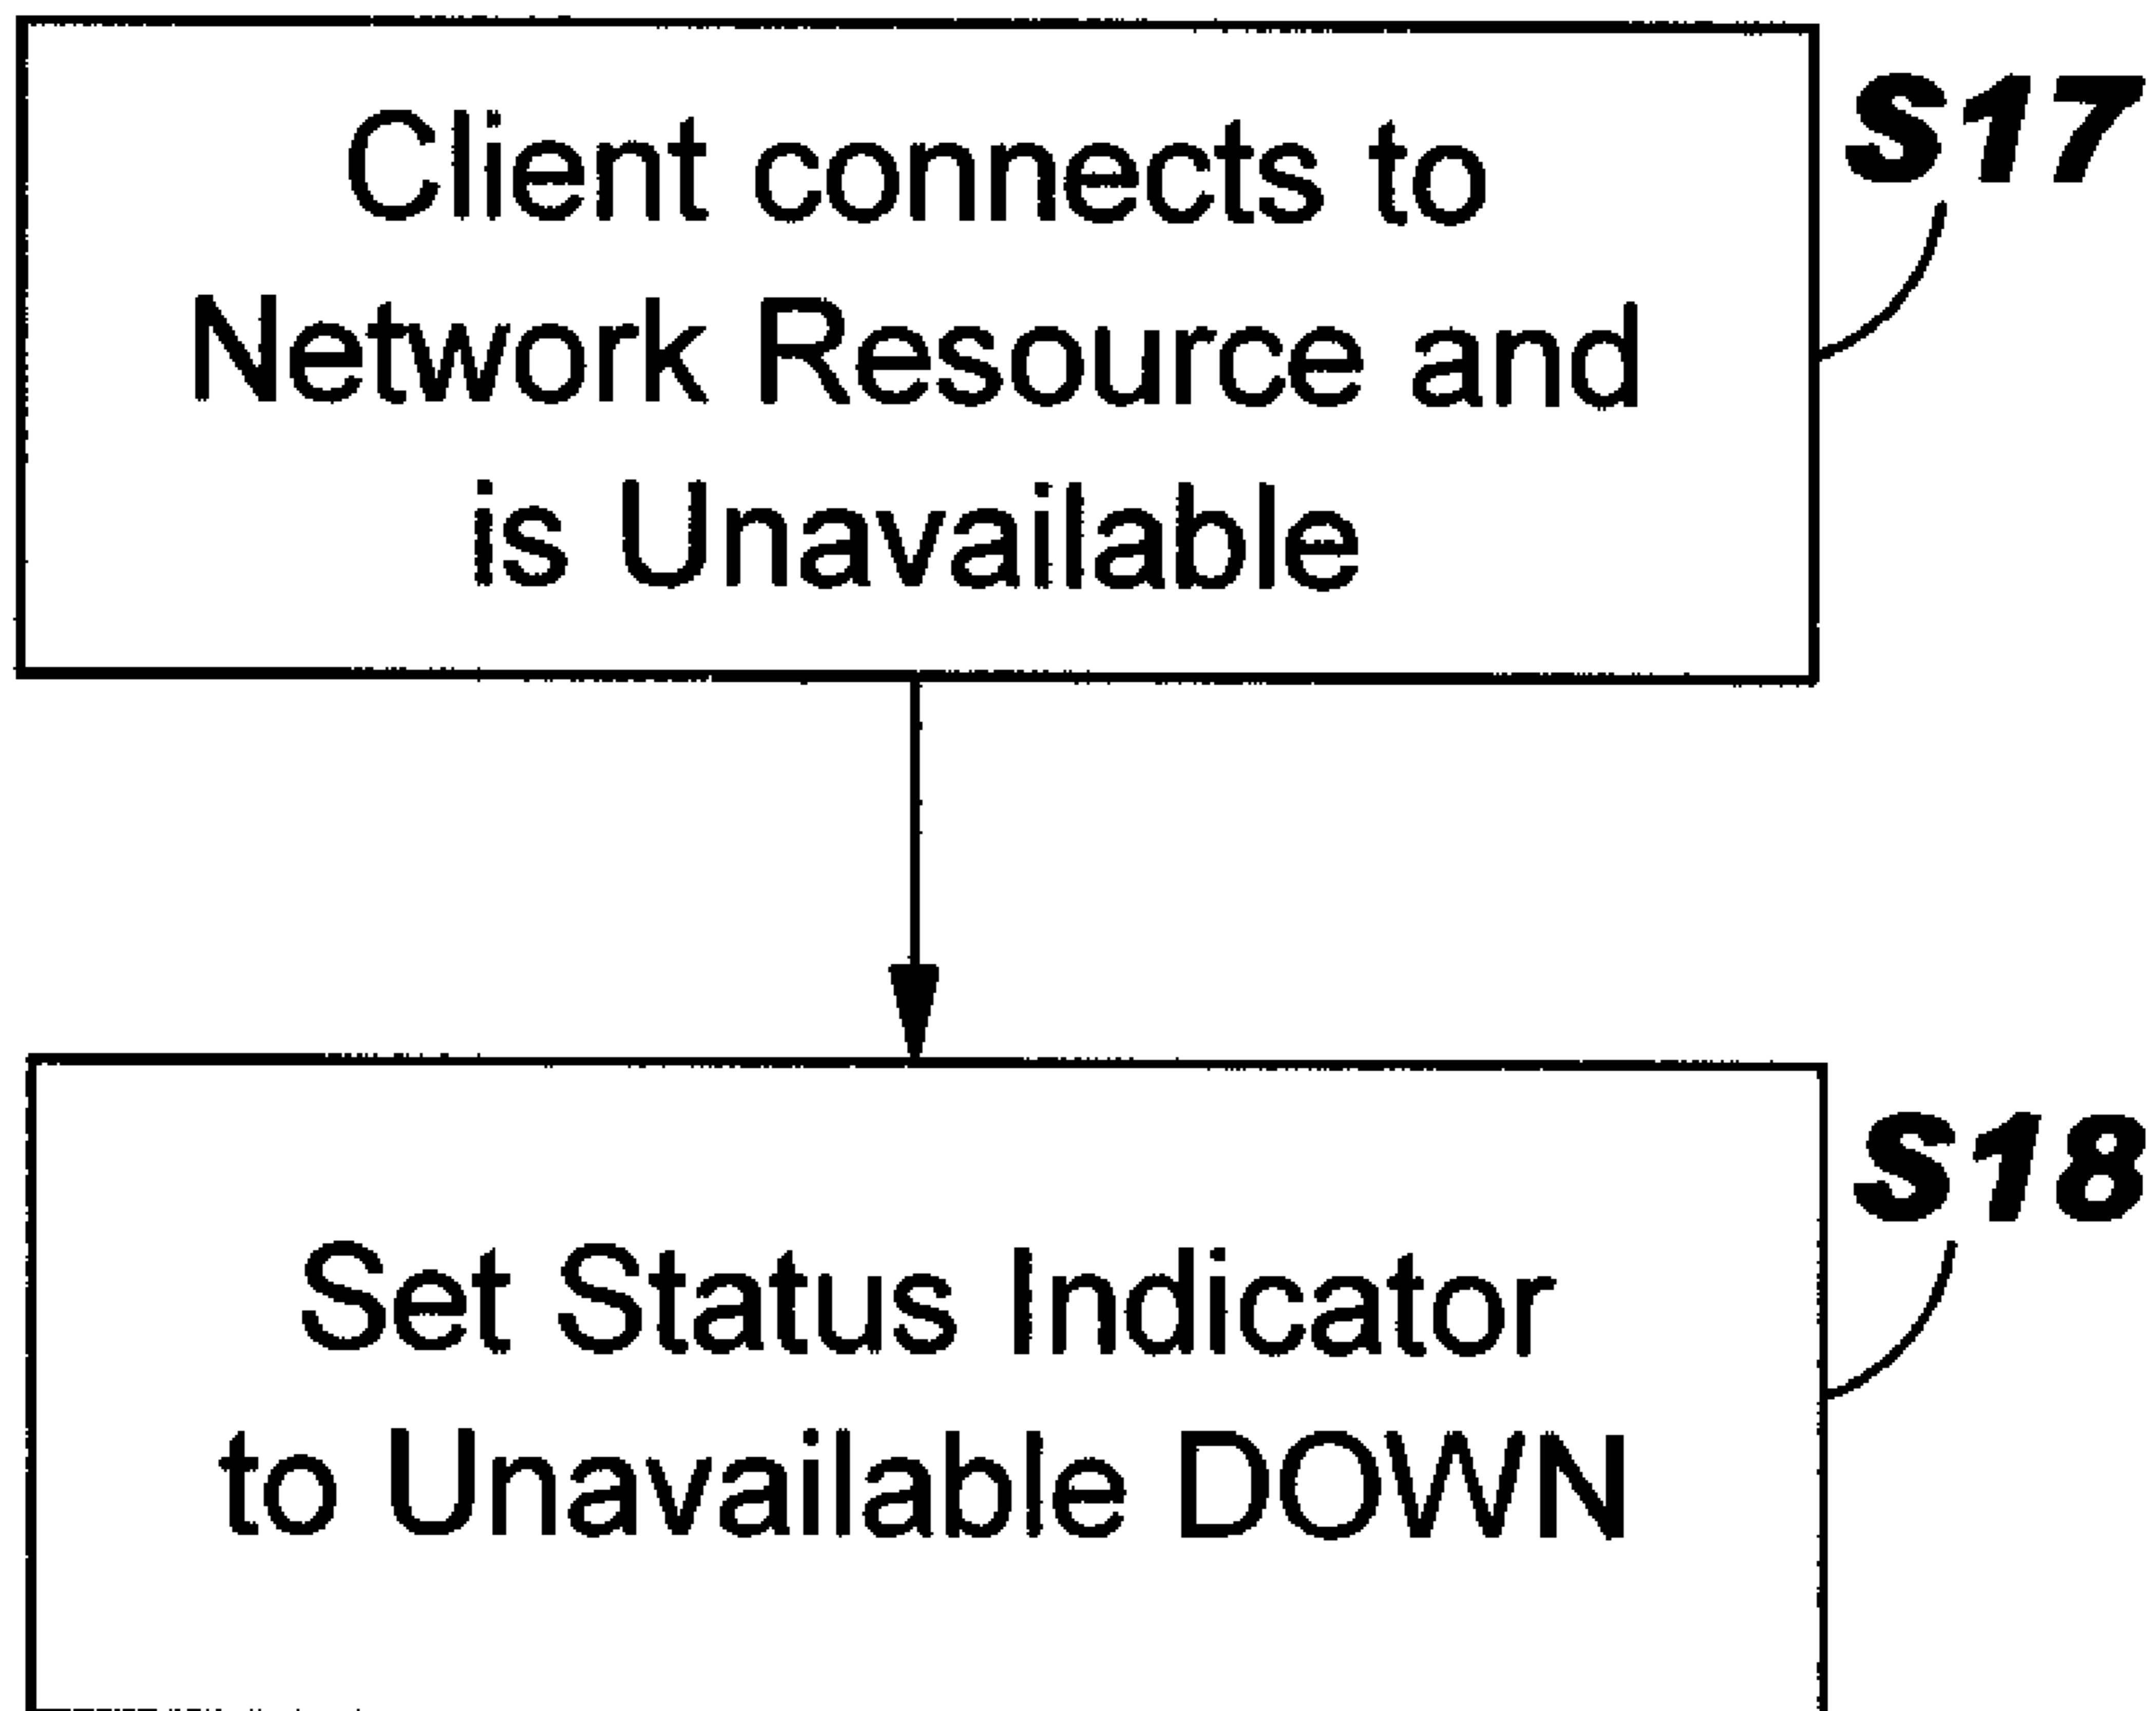 Client connects to
Network Resource and
is Unavailable
S17
Set Status Indicator
to Unavailable DOWN
S18